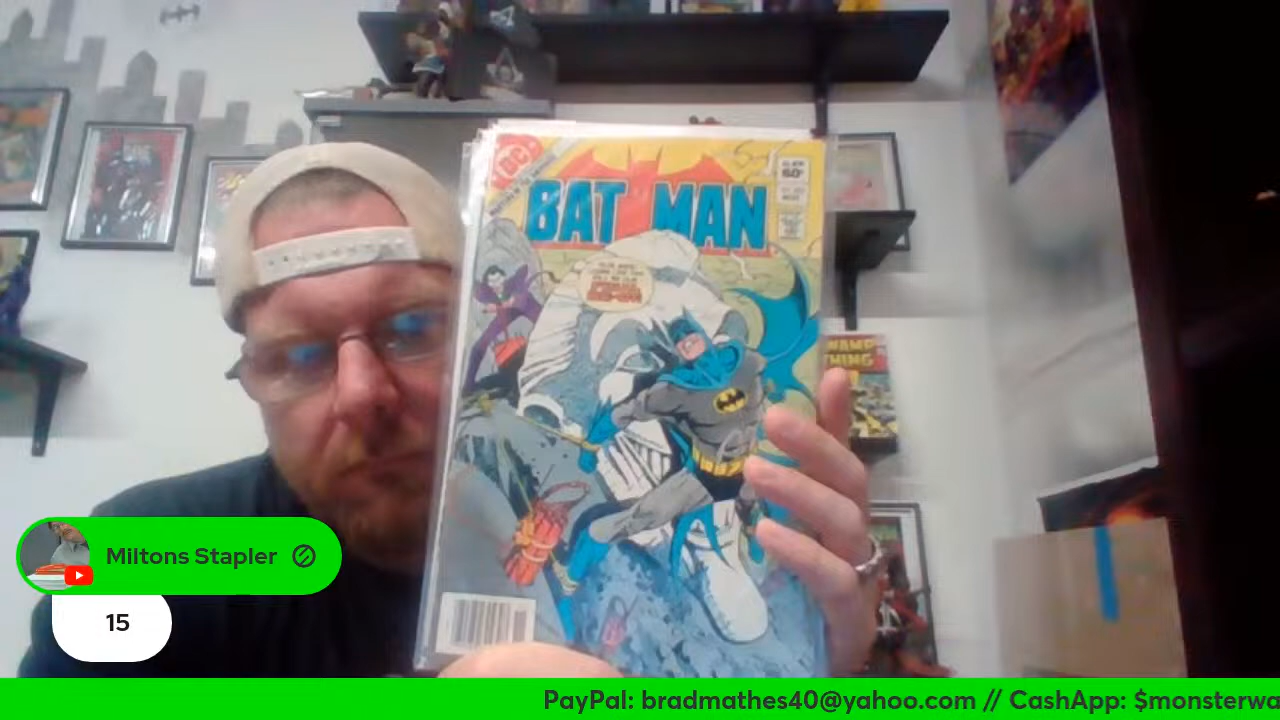 DC
BATMAN
60¢
SWAMP
THING
Miltons Stapler
15
PayPal: bradmathes40@yahoo.com // CashApp: $monsterwa